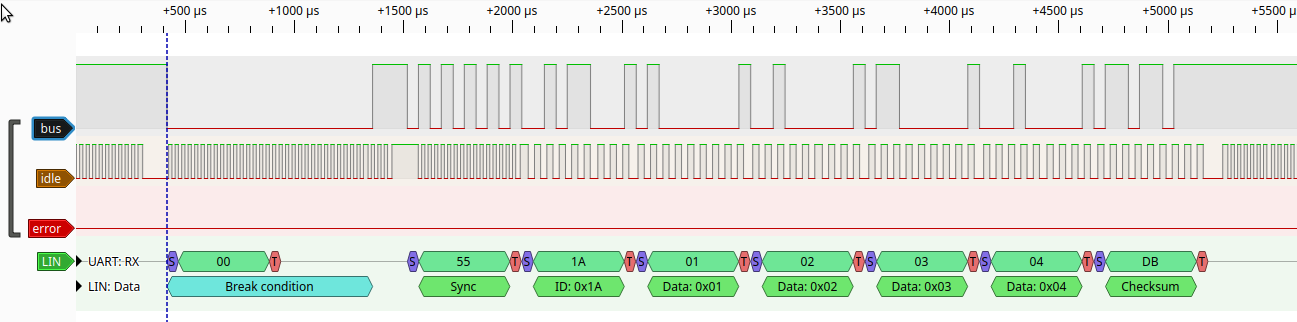 +500 µs +1000 µs +1500 µs +2000 µs +2500 µs +3000 µs +3500 µs +4000 µs +4500 µs +5000 µs +5500 µ
bus
idle
error
LIN UART: RX S 00 T S 55 T S 1A T S 01 T S 02 T S 03 T S 04 T S DB T
LIN: Data Break condition Sync ID: 0x1A Data: 0x01 Data: 0x02 Data: 0x03 Data: 0x04 Checksum